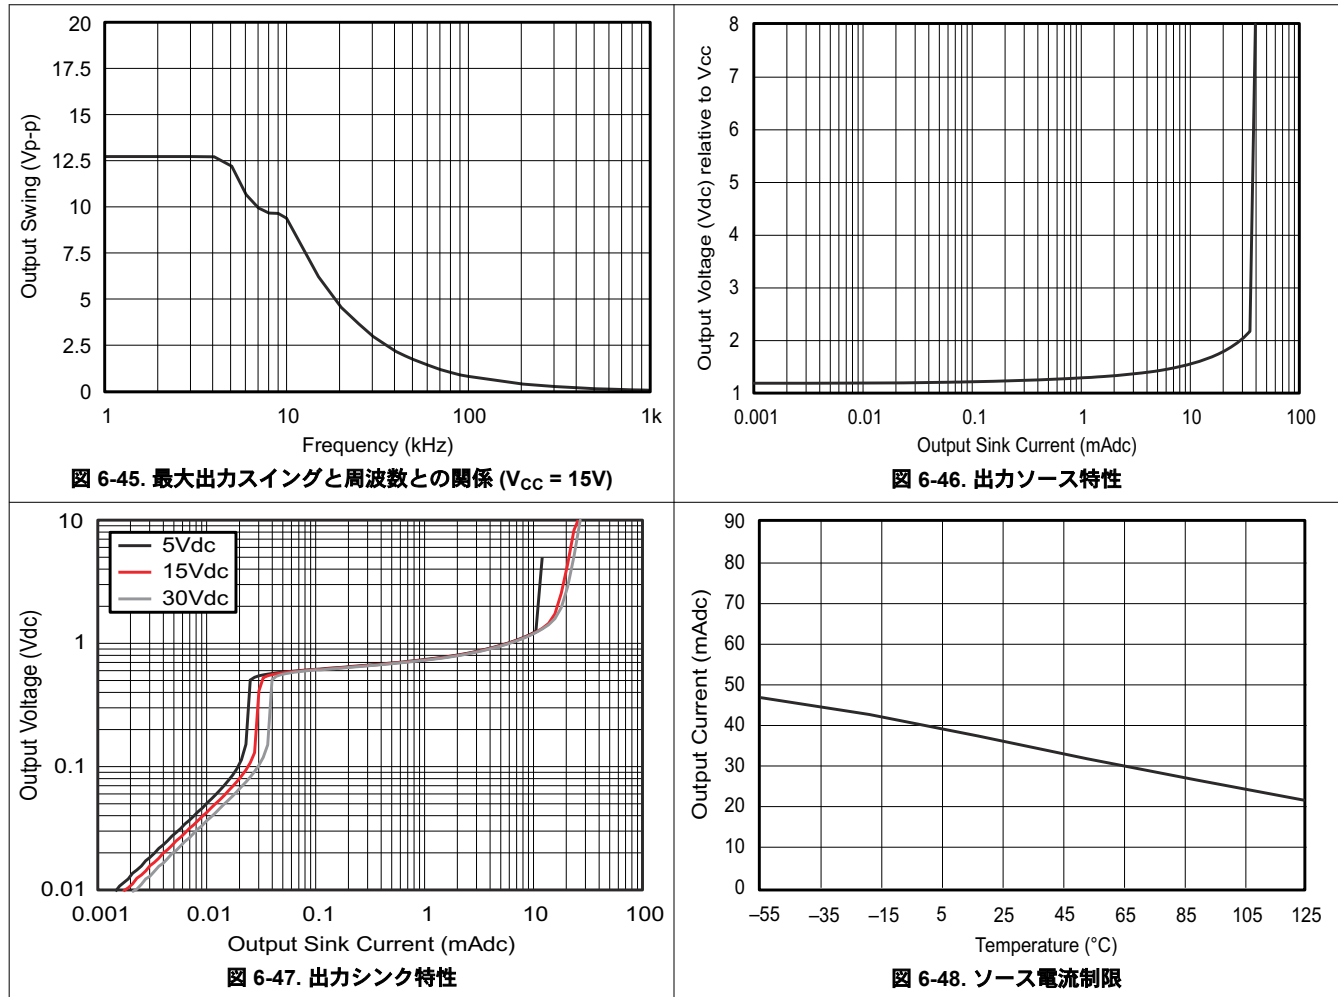 20
17.5
15
12.5
10
7.5
5
2.5
0
Output Swing (Vp-p)
1 10 100 1k
Frequency (kHz)
図 6-45. 最大出力スイングと周波数との関係 (VCC = 15V)
8
7
6
5
4
3
2
1
Output Voltage (Vdc) relative to Vcc
0.001 0.01 0.1 1 10 100
Output Sink Current (mAdc)
図 6-46. 出力ソース特性
10
1
0.1
0.01
Output Voltage (Vdc)
5Vdc
15Vdc
30Vdc
0.001 0.01 0.1 1 10 100
Output Sink Current (mAdc)
図 6-47. 出力シンク特性
90
80
70
60
50
40
30
20
10
0
Output Current (mAdc)
–55 –35 –15 5 25 45 65 85 105 125
Temperature (°C)
図 6-48. ソース電流制限